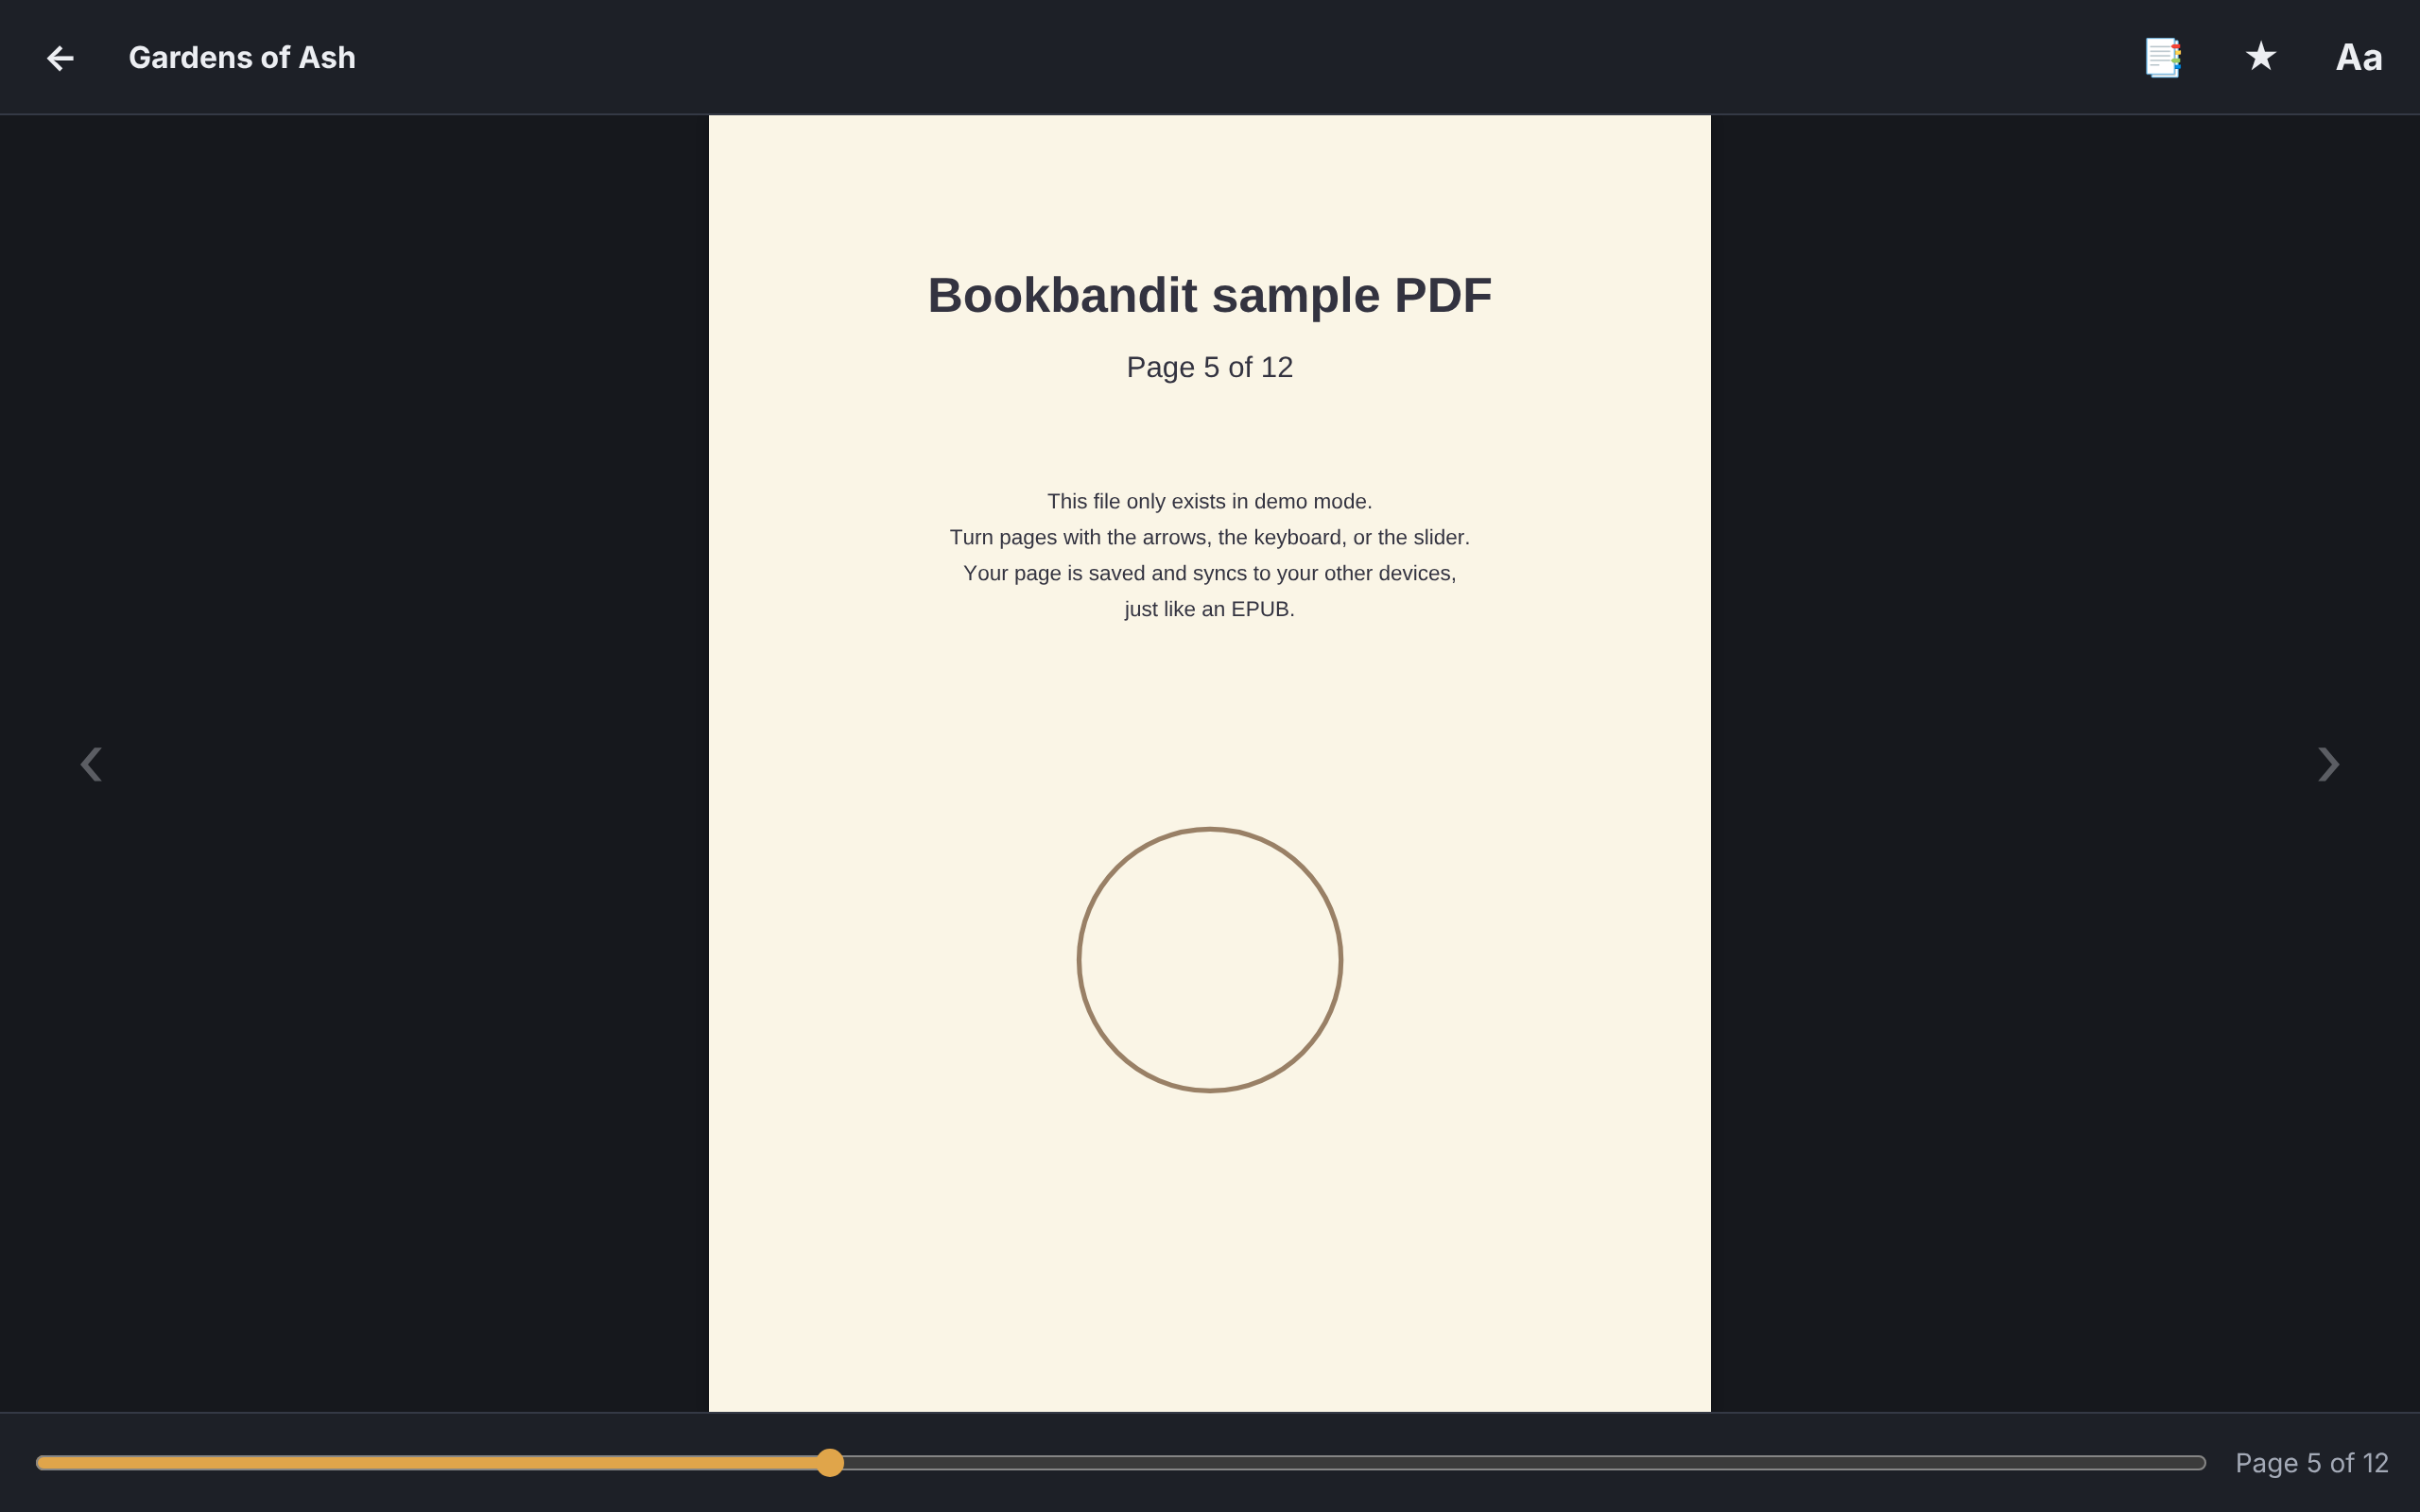 Gardens of Ash
Aa
Bookbandit sample PDF
Page 5 of 12
This file only exists in demo mode.
Turn pages with the arrows, the keyboard, or the slider.
Your page is saved and syncs to your other devices,
just like an EPUB.
Page 5 of 12